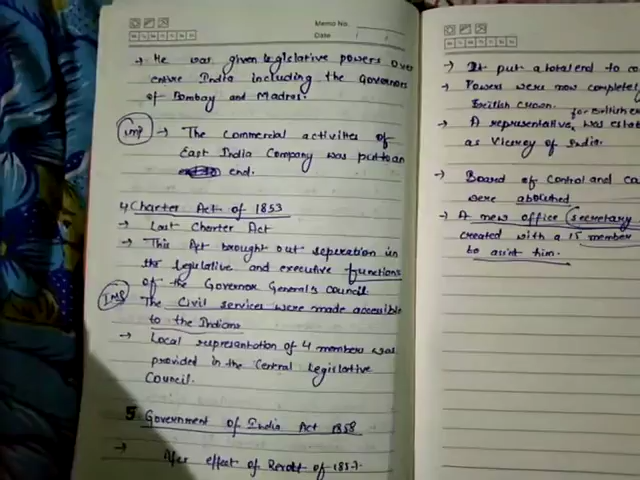 Memo No.
Date
→ He was given legislative powers over
entire India including the Governors
of Bombay and Madras.
Imp → The commercial activities of
East India Company was put to an
end.
4 Charter Act of 1853
→ Last Charter Act
→ This Act brought out seperation in
the legislative and executive functions
of the Governor General's Council.
Imp The Civil services were made accessible
to the Indians
→ Local representation of 4 members was
provided in the Central Legislative
Council.
5 Government of India Act 1858
→ After effect of Revolt of 1857.
→ It put a total end to
→ Powers were now completely
British Crown.
for British
→ A representative, was
as Viceroy of India.
→ Board of Control and
were abolished
→ A new office (secretary
created with a 15 member
to assist him.